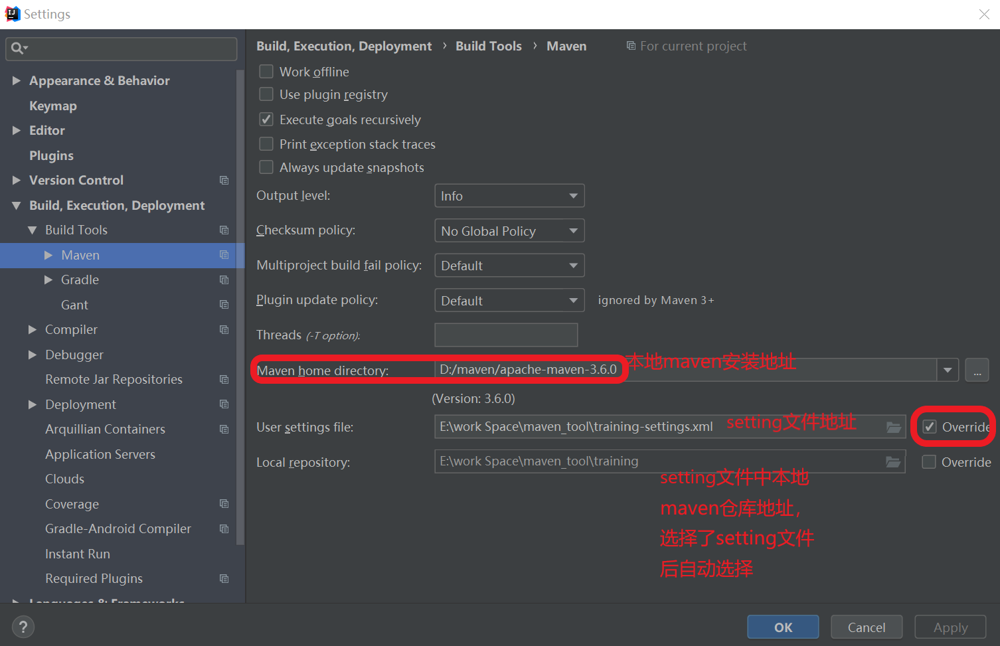 Settings
Build, Execution, Deployment › Build Tools › Maven For current project
Appearance & Behavior
Keymap
Editor
Plugins
Version Control
Build, Execution, Deployment
Build Tools
Maven
Gradle
Gant
Compiler
Debugger
Remote Jar Repositories
Deployment
Arquillian Containers
Application Servers
Clouds
Coverage
Gradle-Android Compiler
Instant Run
Required Plugins
Languages & Frameworks
Work offline
Use plugin registry
Execute goals recursively
Print exception stack traces
Always update snapshots
Output level: Info
Checksum policy: No Global Policy
Multiproject build fail policy: Default
Plugin update policy: Default ignored by Maven 3+
Threads (-T option):
Maven home directory: D:/maven/apache-maven-3.6.0 本地maven安装地址 ...
(Version: 3.6.0)
User settings file: E:\work Space\maven_tool\training-settings.xml setting文件地址 Override
Local repository: E:\work Space\maven_tool\training Override
setting文件中本地
maven仓库地址，
选择了setting文件
后自动选择
? OK Cancel Apply